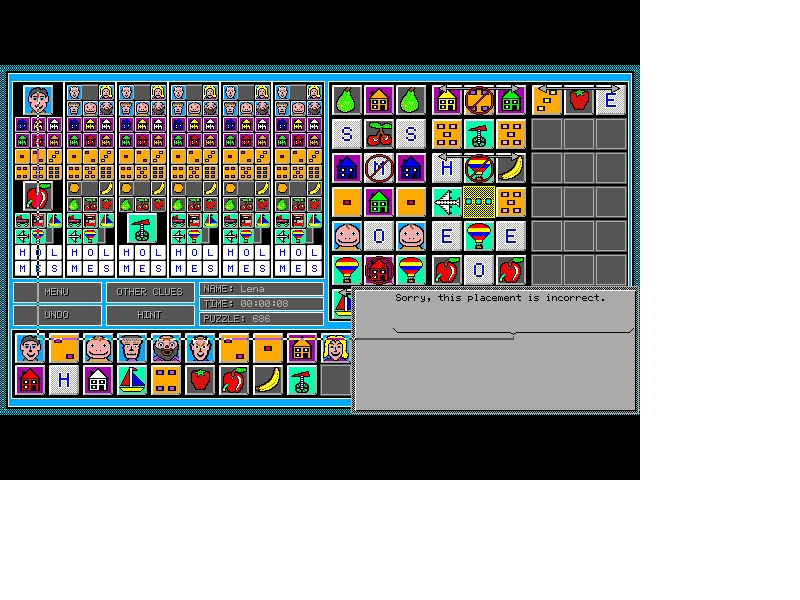 H O L H O L H O L H O L H O L H O L
M E S M E S M E S M E S M E S M E S
MENU
OTHER CLUES
UNDO
HINT
NAME: Lena
TIME: 00:00:08
PUZZLE: 686
H
E
S S
M H
O E E
O
Sorry, this placement is incorrect.